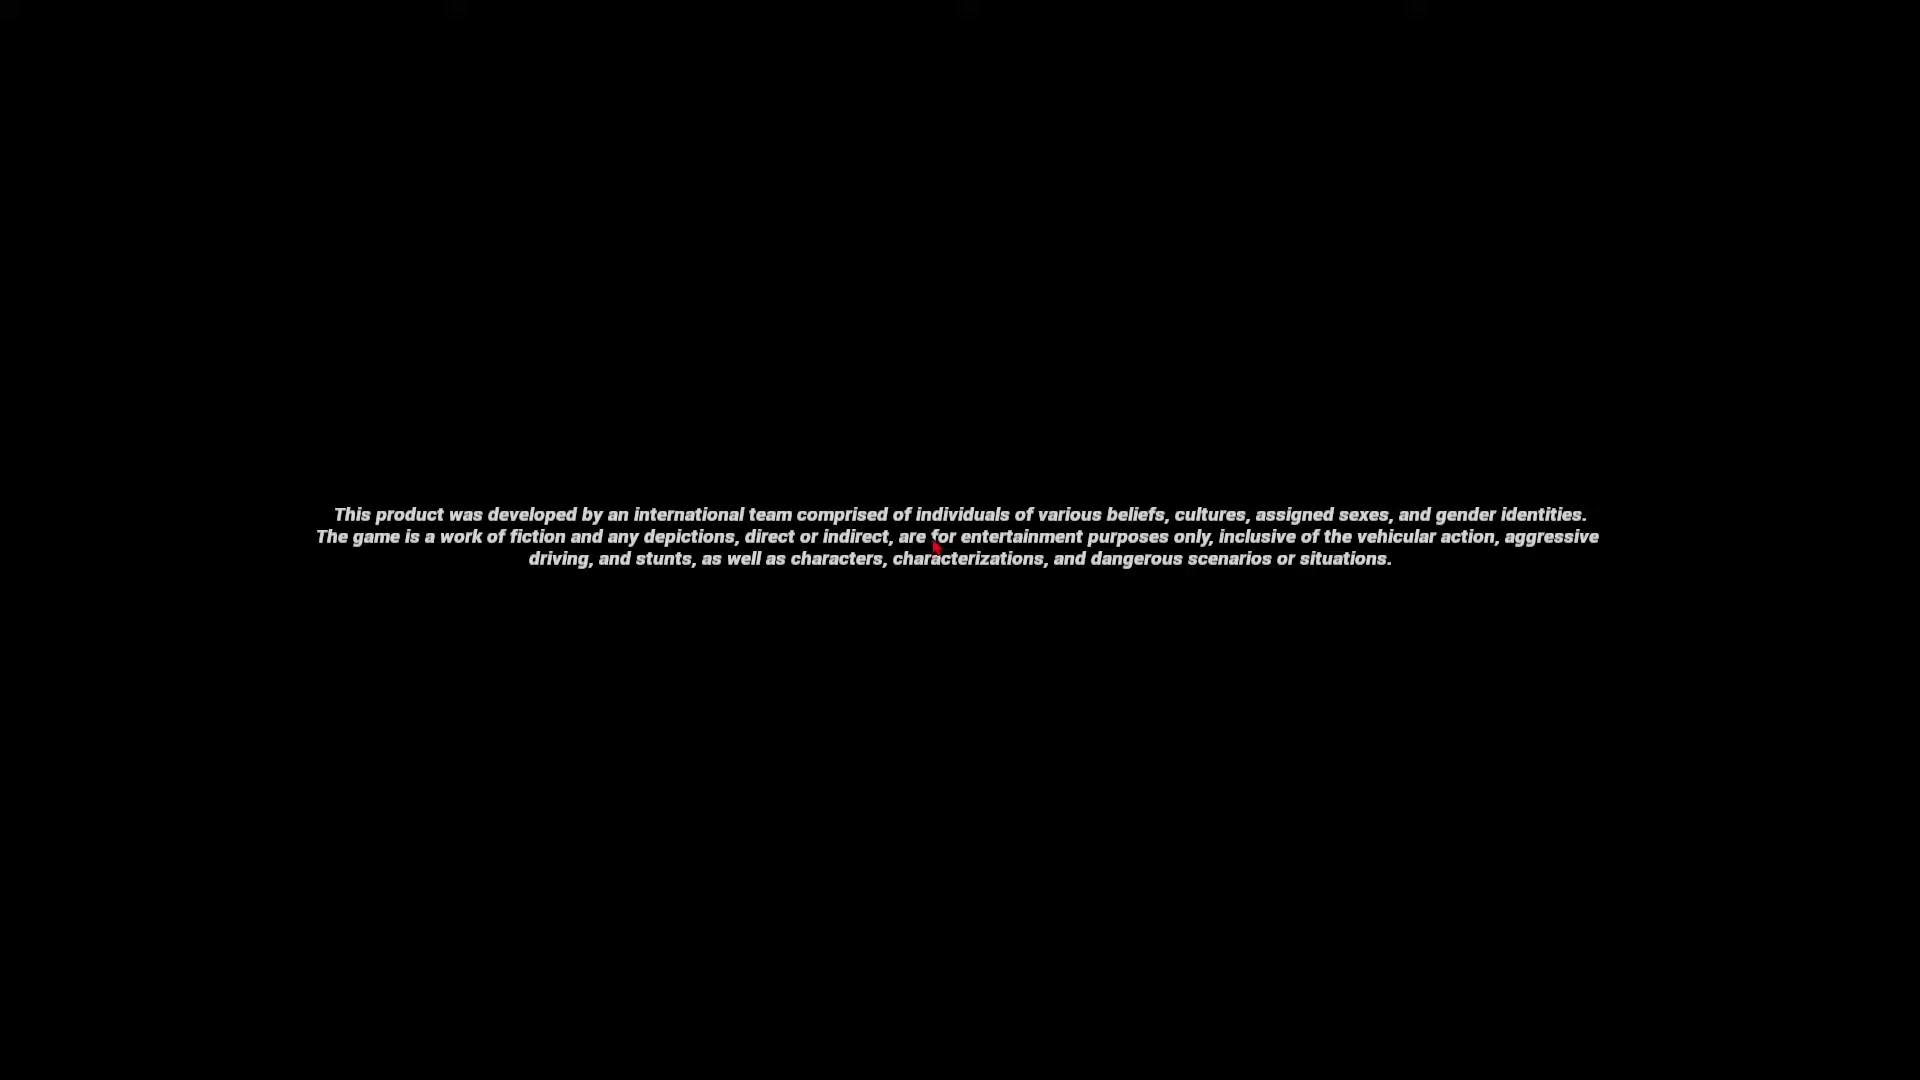 This product was developed by an international team comprised of individuals of various beliefs, cultures, assigned sexes, and gender identities.
The game is a work of fiction and any depictions, direct or indirect, are for entertainment purposes only, inclusive of the vehicular action, aggressive
driving, and stunts, as well as characters, characterizations, and dangerous scenarios or situations.